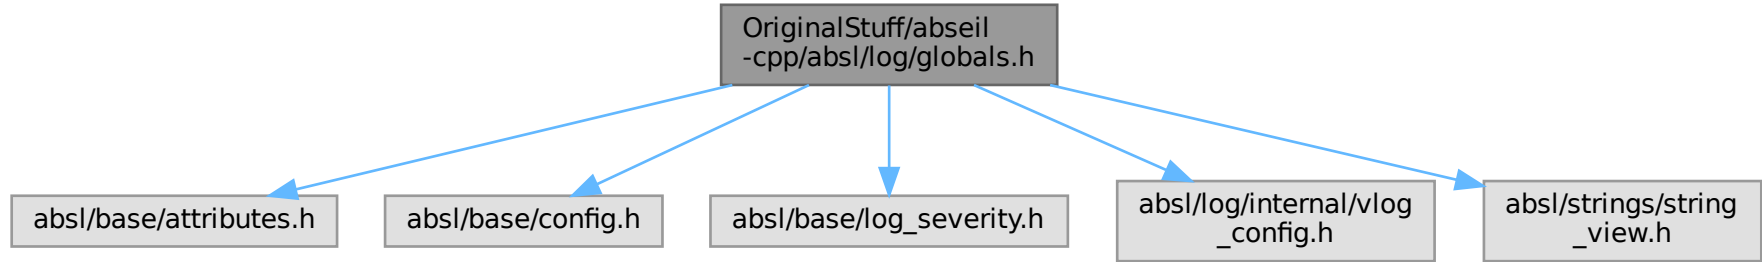 OriginalStuff/abseil
-cpp/absl/log/globals.h
absl/base/attributes.h
absl/base/config.h
absl/base/log_severity.h
absl/log/internal/vlog
_config.h
absl/strings/string
_view.h